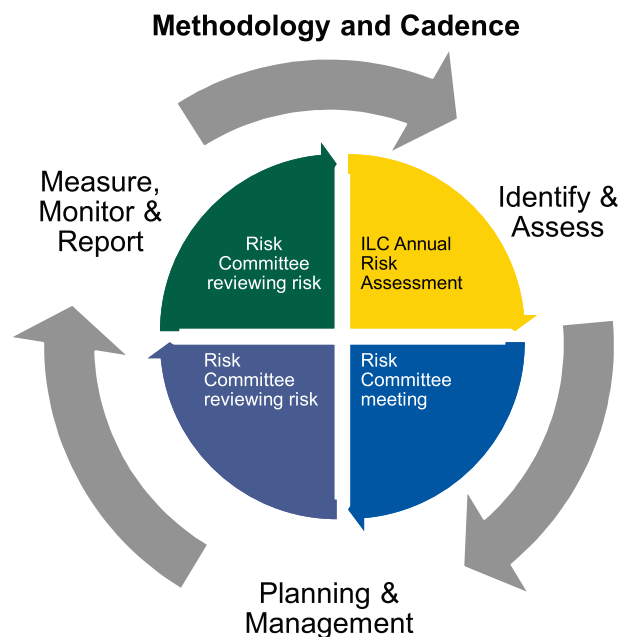 Methodology and Cadence
Measure,
Monitor &
Report
Identify &
Assess
Risk
Committee
reviewing risk
ILC Annual
Risk
Assessment
Risk
Committee
reviewing risk
Risk
Committee
meeting
Planning &
Management